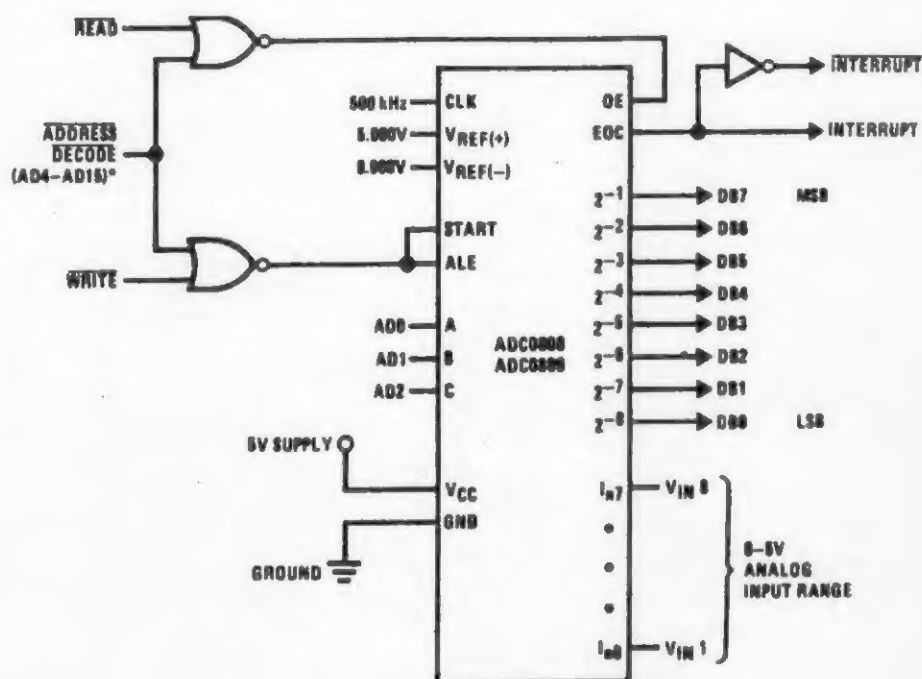 READ
ADDRESS
DECODE
(AD4–AD15)*
WRITE
500 kHz
CLK
5.000V
VREF(+)
0.000V
VREF(–)
START
ALE
AD0
A
AD1
B
AD2
C
5V SUPPLY
VCC
GND
GROUND
ADC0808
ADC0809
OE
EOC
INTERRUPT
INTERRUPT
2–1 DB7 MSB
2–2 DB6
2–3 DB5
2–4 DB4
2–5 DB3
2–6 DB2
2–7 DB1
2–8 DB0 LSB
In7 VIN 8
0–5V
ANALOG
INPUT RANGE
In0 VIN 1